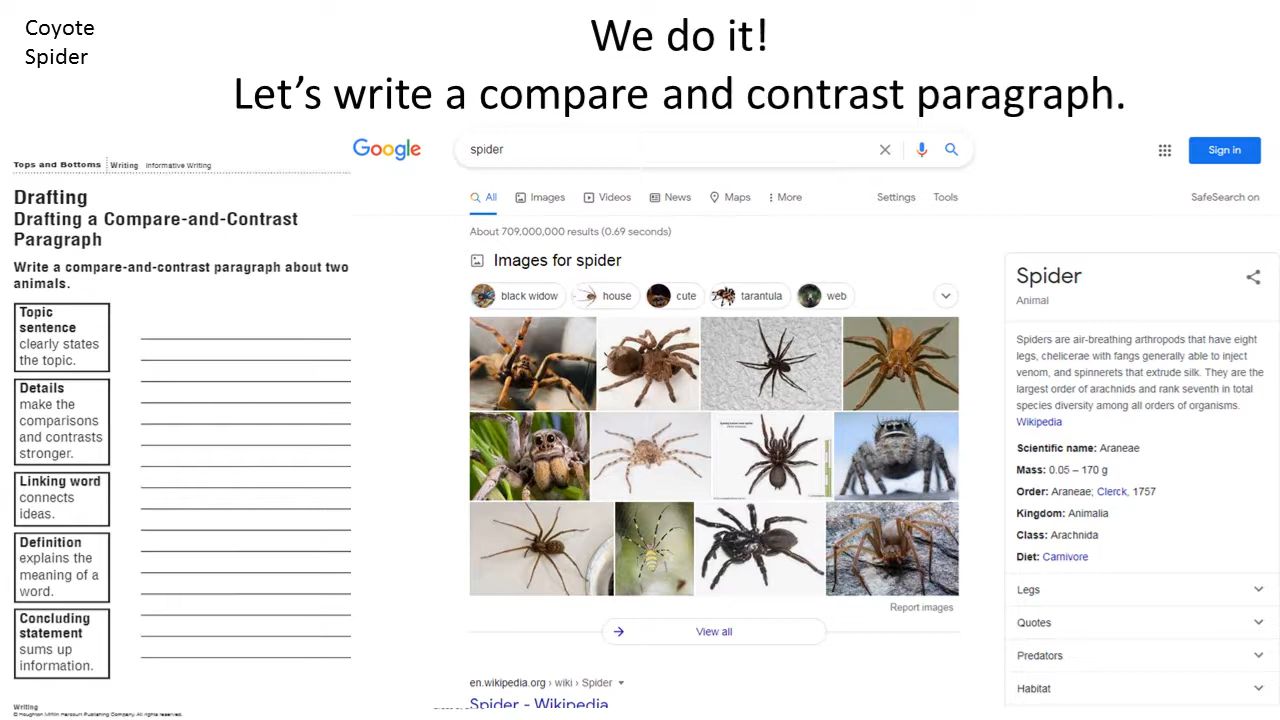 Coyote
Spider
We do it!
Let's write a compare and contrast paragraph.
Tops and Bottoms Writing Informative Writing
Drafting
Drafting a Compare-and-Contrast
Paragraph
Write a compare-and-contrast paragraph about two
animals.
Topic
sentence
clearly states
the topic.
Details
make the
comparisons
and contrasts
stronger.
Linking word
connects
ideas.
Definition
explains the
meaning of a
word.
Concluding
statement
sums up
information.
Writing
© Houghton Mifflin Harcourt Publishing Company. All rights reserved.
Google
spider
Sign in
All Images Videos News Maps More Settings Tools
SafeSearch on
About 709,000,000 results (0.69 seconds)
Images for spider
black widow house cute tarantula web
Report images
View all
en.wikipedia.org › wiki › Spider
Spider - Wikipedia
Spider
Animal
Spiders are air-breathing arthropods that have eight
legs, chelicerae with fangs generally able to inject
venom, and spinnerets that extrude silk. They are the
largest order of arachnids and rank seventh in total
species diversity among all orders of organisms.
Wikipedia
Scientific name: Araneae
Mass: 0.05 – 170 g
Order: Araneae; Clerck, 1757
Kingdom: Animalia
Class: Arachnida
Diet: Carnivore
Legs
Quotes
Predators
Habitat